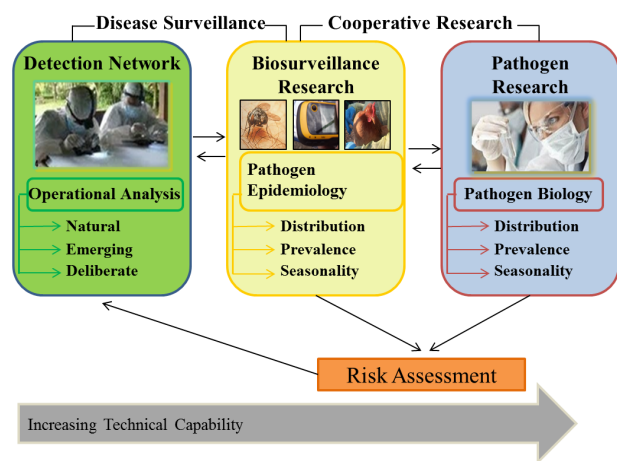 Disease Surveillance
Cooperative Research
Detection Network
Operational Analysis
Natural
Emerging
Deliberate
Biosurveillance
Research
Pathogen
Epidemiology
Distribution
Prevalence
Seasonality
Pathogen
Research
Pathogen Biology
Distribution
Prevalence
Seasonality
Risk Assessment
Increasing Technical Capability